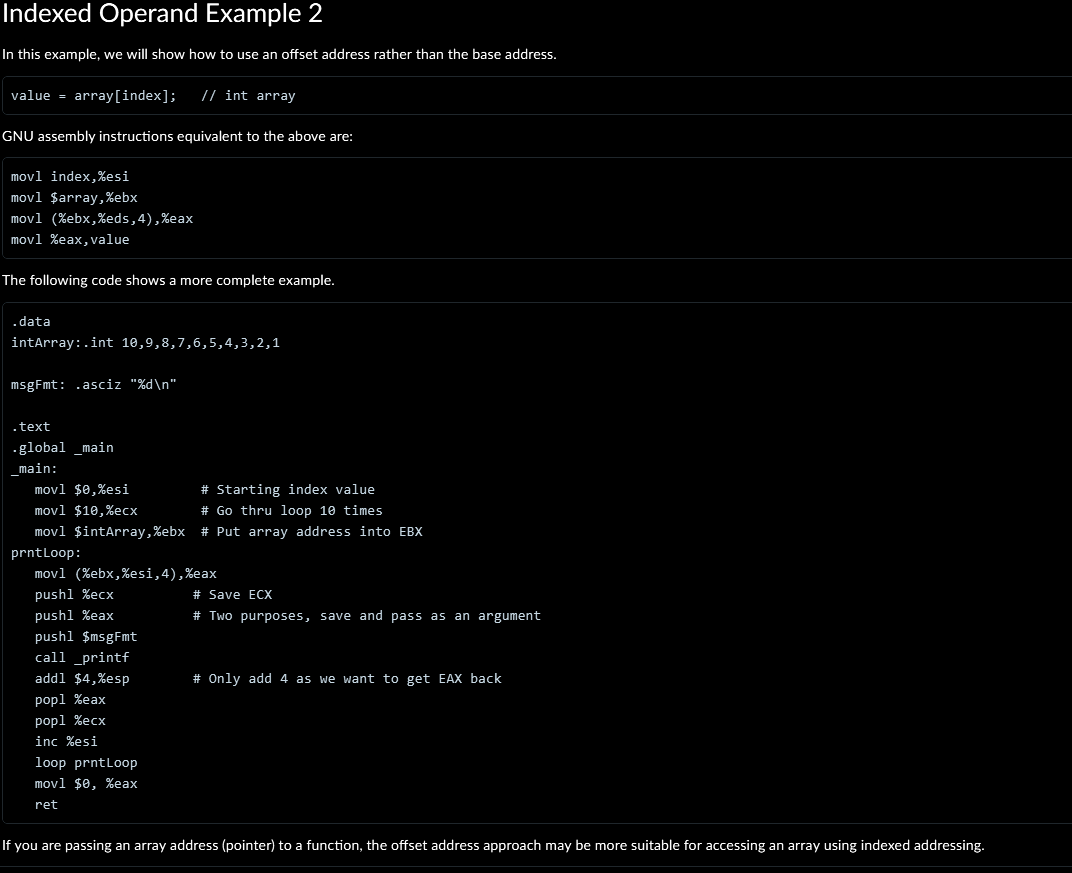 Indexed Operand Example 2
In this example, we will show how to use an offset address rather than the base address.
value = array[index];   // int array
GNU assembly instructions equivalent to the above are:
movl index,%esi
movl $array,%ebx
movl (%ebx,%eds,4),%eax
movl %eax,value
The following code shows a more complete example.
.data
intArray:.int 10,9,8,7,6,5,4,3,2,1
msgFmt: .asciz "%d\n"
.text
.global _main
_main:
   movl $0,%esi         # Starting index value
   movl $10,%ecx        # Go thru loop 10 times
   movl $intArray,%ebx  # Put array address into EBX
prntLoop:
   movl (%ebx,%esi,4),%eax
   pushl %ecx          # Save ECX
   pushl %eax          # Two purposes, save and pass as an argument
   pushl $msgFmt
   call _printf
   addl $4,%esp        # Only add 4 as we want to get EAX back
   popl %eax
   popl %ecx
   inc %esi
   loop prntLoop
   movl $0, %eax
   ret
If you are passing an array address (pointer) to a function, the offset address approach may be more suitable for accessing an array using indexed addressing.